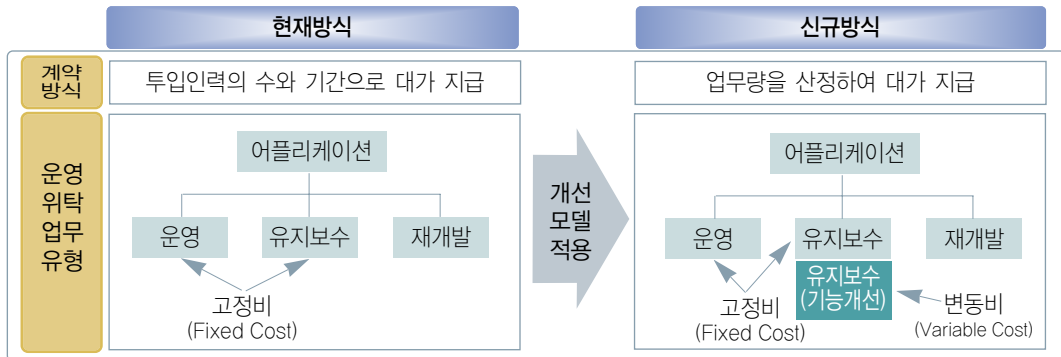 현재방식
신규방식
계약
방식
투입인력의 수와 기간으로 대가 지급
업무량을 산정하여 대가 지급
운영
위탁
업무
유형
어플리케이션
운영
유지보수
재개발
고정비
(Fixed Cost)
개선
모델
적용
어플리케이션
운영
유지보수
재개발
유지보수
(기능개선)
고정비
(Fixed Cost)
변동비
(Variable Cost)